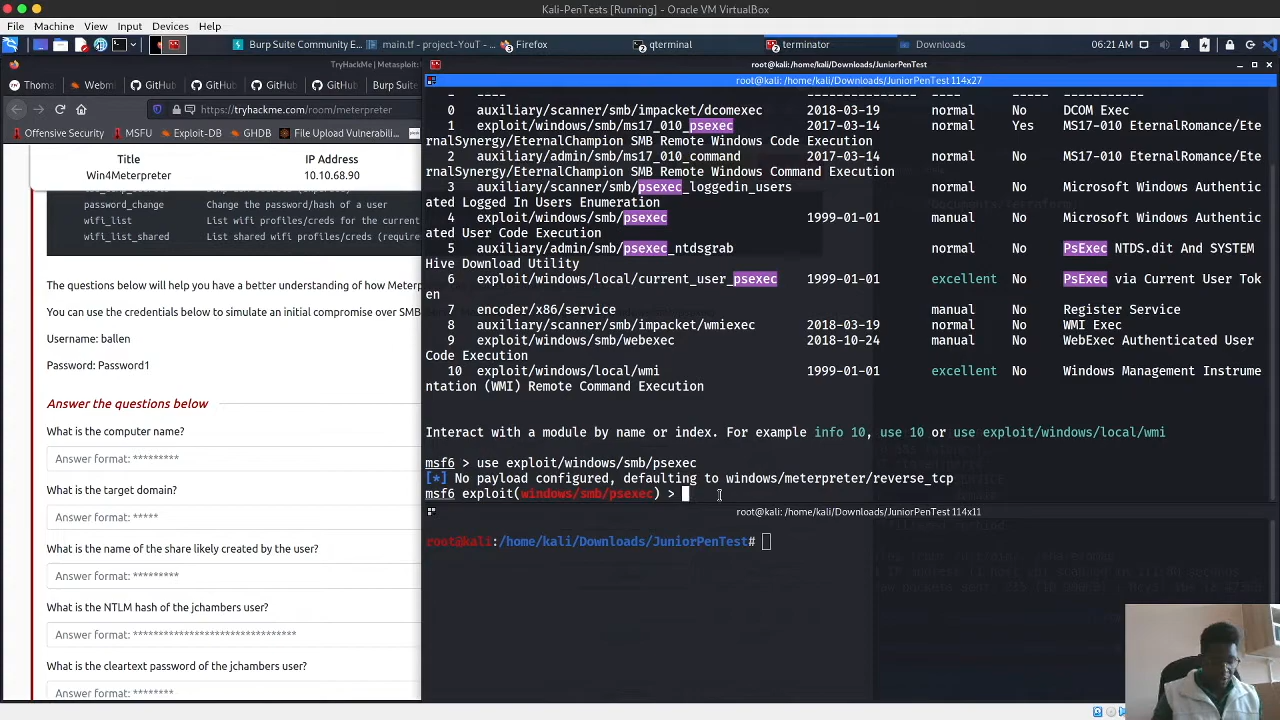 Kali-PenTests [Running] - Oracle VM VirtualBox
File Machine View Input Devices Help
Burp Suite Community E... main.tf - project-YouT - ... Firefox qterminal terminator Downloads 06:21 AM
TryHackMe | Metasploit:
root@kali: /home/kali/Downloads/JuniorPenTest
root@kali: /home/kali/Downloads/JuniorPenTest 114x27
Thoma Webmi GitHub GitHub GitHub Burp Su
https://tryhackme.com/room/meterpreter
Offensive Security MSFU Exploit-DB GHDB File Upload Vulnerabili...
Title IP Address
Win4Meterpreter 10.10.68.90
password_change Change the password/hash of a user
wifi_list List wifi profiles/creds for the current
wifi_list_shared List shared wifi profiles/creds (require
The questions below will help you have a better understanding of how Meterp
You can use the credentials below to simulate an initial compromise over SMB
Username: ballen
Password: Password1
Answer the questions below
What is the computer name?
Answer format: *********
What is the target domain?
Answer format: *****
What is the name of the share likely created by the user?
Answer format: *********
What is the NTLM hash of the jchambers user?
Answer format: ********************************
What is the cleartext password of the jchambers user?
Answer format: ********
- ---- --------------- ---- ----- -----------
0 auxiliary/scanner/smb/impacket/dcomexec 2018-03-19 normal No DCOM Exec
1 exploit/windows/smb/ms17_010_psexec 2017-03-14 normal Yes MS17-010 EternalRomance/Ete
rnalSynergy/EternalChampion SMB Remote Windows Code Execution
2 auxiliary/admin/smb/ms17_010_command 2017-03-14 normal No MS17-010 EternalRomance/Ete
rnalSynergy/EternalChampion SMB Remote Windows Command Execution
3 auxiliary/scanner/smb/psexec_loggedin_users normal No Microsoft Windows Authentic
ated Logged In Users Enumeration
4 exploit/windows/smb/psexec 1999-01-01 manual No Microsoft Windows Authentic
ated User Code Execution
5 auxiliary/admin/smb/psexec_ntdsgrab normal No PsExec NTDS.dit And SYSTEM
Hive Download Utility
6 exploit/windows/local/current_user_psexec 1999-01-01 excellent No PsExec via Current User Tok
en
7 encoder/x86/service manual No Register Service
8 auxiliary/scanner/smb/impacket/wmiexec 2018-03-19 normal No WMI Exec
9 exploit/windows/smb/webexec 2018-10-24 manual No WebExec Authenticated User
Code Execution
10 exploit/windows/local/wmi 1999-01-01 excellent No Windows Management Instrume
ntation (WMI) Remote Command Execution
Interact with a module by name or index. For example info 10, use 10 or use exploit/windows/local/wmi
msf6 > use exploit/windows/smb/psexec
[*] No payload configured, defaulting to windows/meterpreter/reverse_tcp
msf6 exploit(windows/smb/psexec) >
root@kali: /home/kali/Downloads/JuniorPenTest 114x11
root@kali:/home/kali/Downloads/JuniorPenTest#